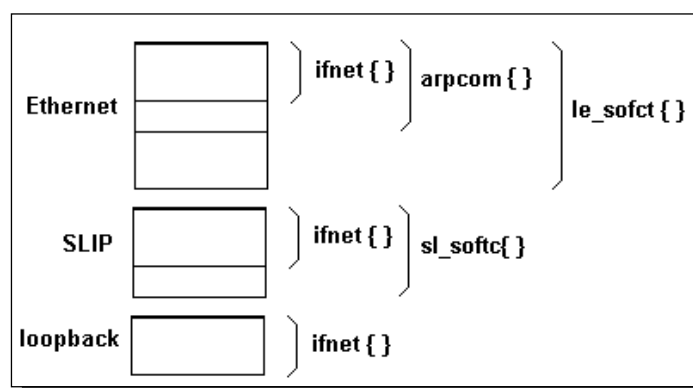 Ethernet
ifnet { }
arpcom { }
le_sofct { }
SLIP
ifnet { }
sl_softc{ }
loopback
ifnet { }